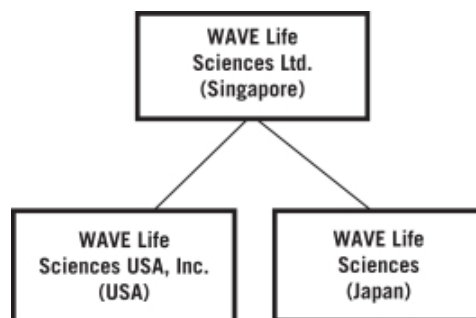 WAVE Life
Sciences Ltd.
(Singapore)
WAVE Life
Sciences USA, Inc.
(USA)
WAVE Life
Sciences
(Japan)